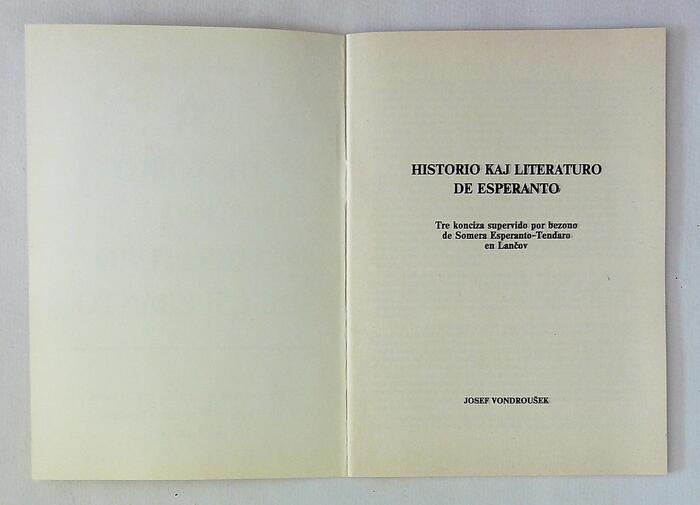 HISTORIO KAJ LITERATURO
DE ESPERANTO
Tre konciza supervido por bezono
de Somera Esperanto-Tendaro
en Lančov
JOSEF VONDROUŠEK